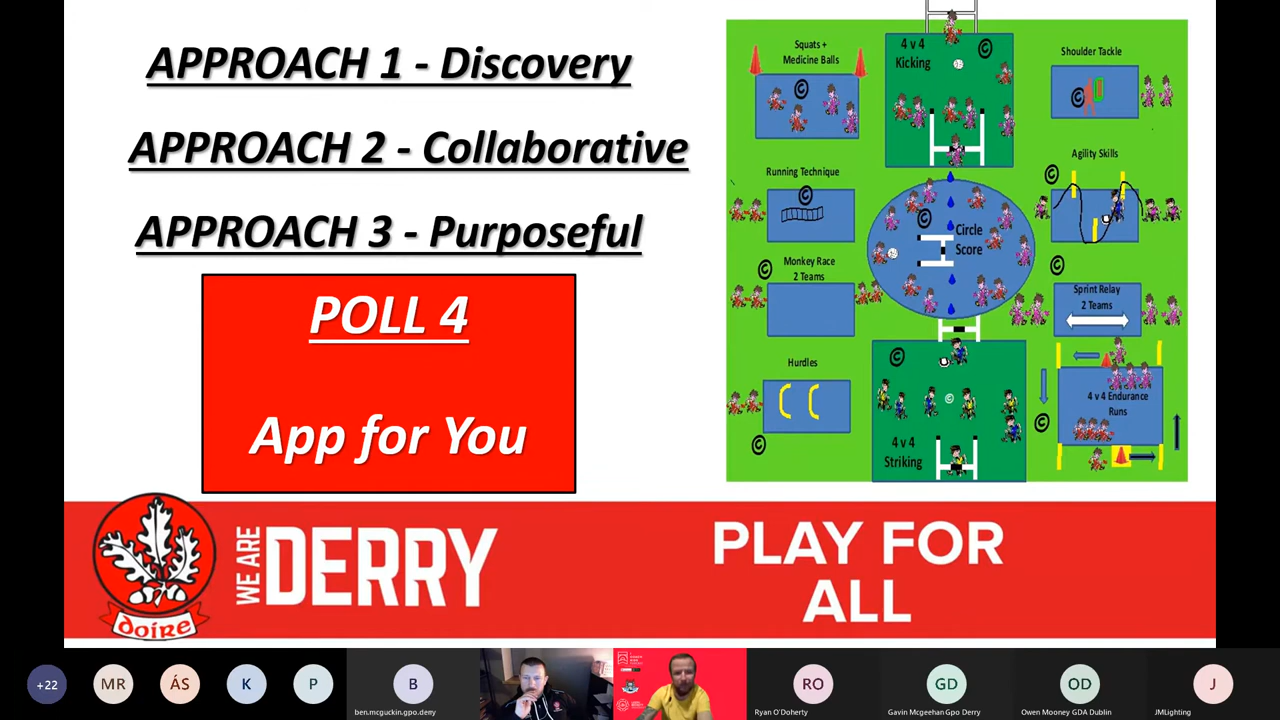 APPROACH 1 - Discovery
APPROACH 2 - Collaborative
APPROACH 3 - Purposeful
POLL 4
App for You
Squats +
Medicine Balls
4 v 4
Kicking
Shoulder Tackle
Running Technique
Agility Skills
Circle
Score
Monkey Race
2 Teams
Sprint Relay
2 Teams
Hurdles
4 v 4
Striking
4 v 4 Endurance
Runs
doire
WE ARE
DERRY
PLAY FOR
ALL
+22
MR
ÁS
K
P
B
ben.mcguckin.gpo.derry
RO
Ryan O'Doherty
GD
Gavin Mcgeehan Gpo Derry
OD
Owen Mooney GDA Dublin
J
JMLighting